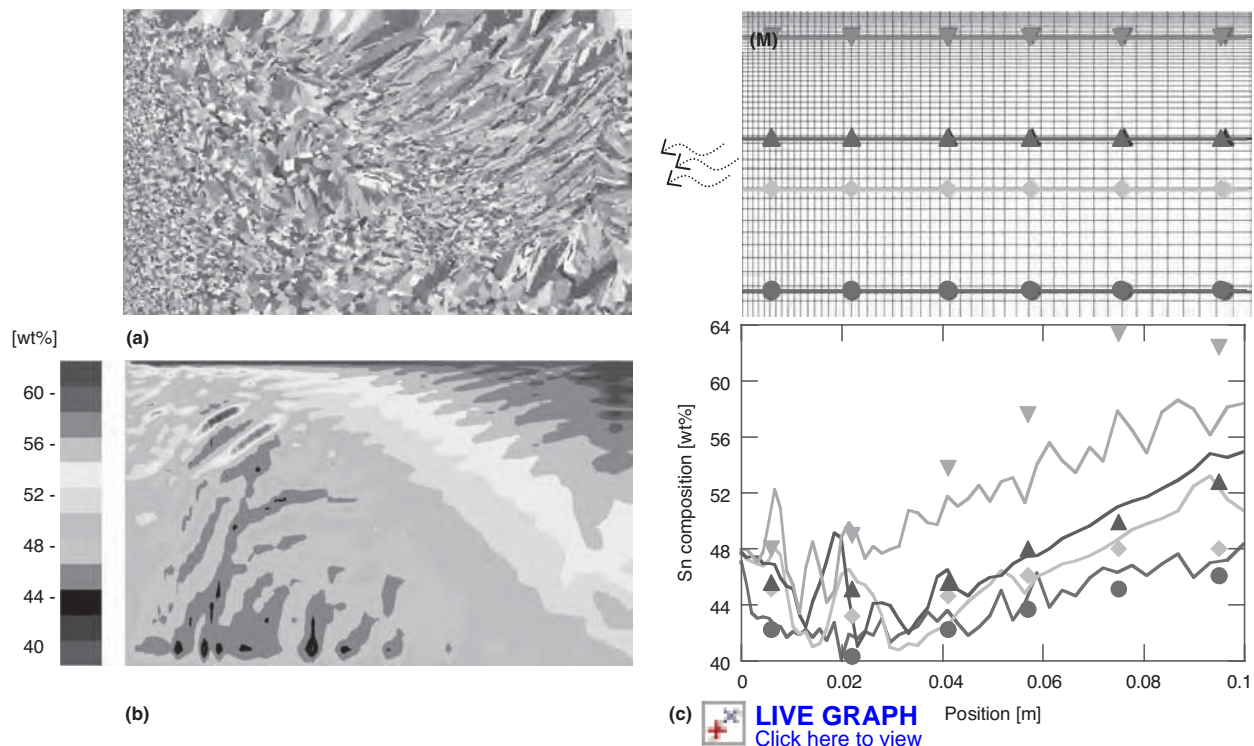 (M)
(a)
[wt%]
60 -
56 -
52 -
48 -
44 -
40
(b)
64
60
56
52
48
44
40
Sn composition [wt%]
0
0.02
0.04
0.06
0.08
0.1
Position [m]
(c)
LIVE GRAPH
Click here to view